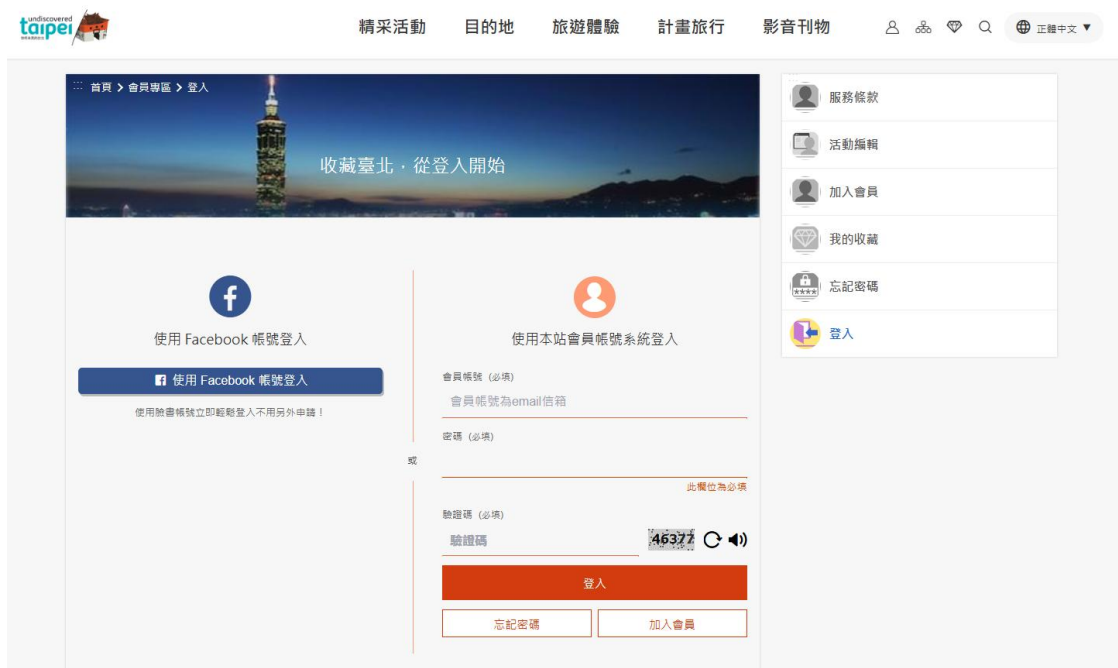 undiscovered
taipei
精采活動 目的地 旅遊體驗 計畫旅行 影音刊物 正體中文 ▼
首頁 > 會員專區 > 登入
收藏臺北，從登入開始
使用 Facebook 帳號登入
使用 Facebook 帳號登入
使用臉書帳號立即輕鬆登入不用另外申請！
或
使用本站會員帳號系統登入
會員帳號 (必填)
會員帳號為email信箱
密碼 (必填)
此欄位為必填
驗證碼 (必填)
驗證碼 46377
登入
忘記密碼 加入會員
服務條款
活動編輯
加入會員
我的收藏
忘記密碼
登入